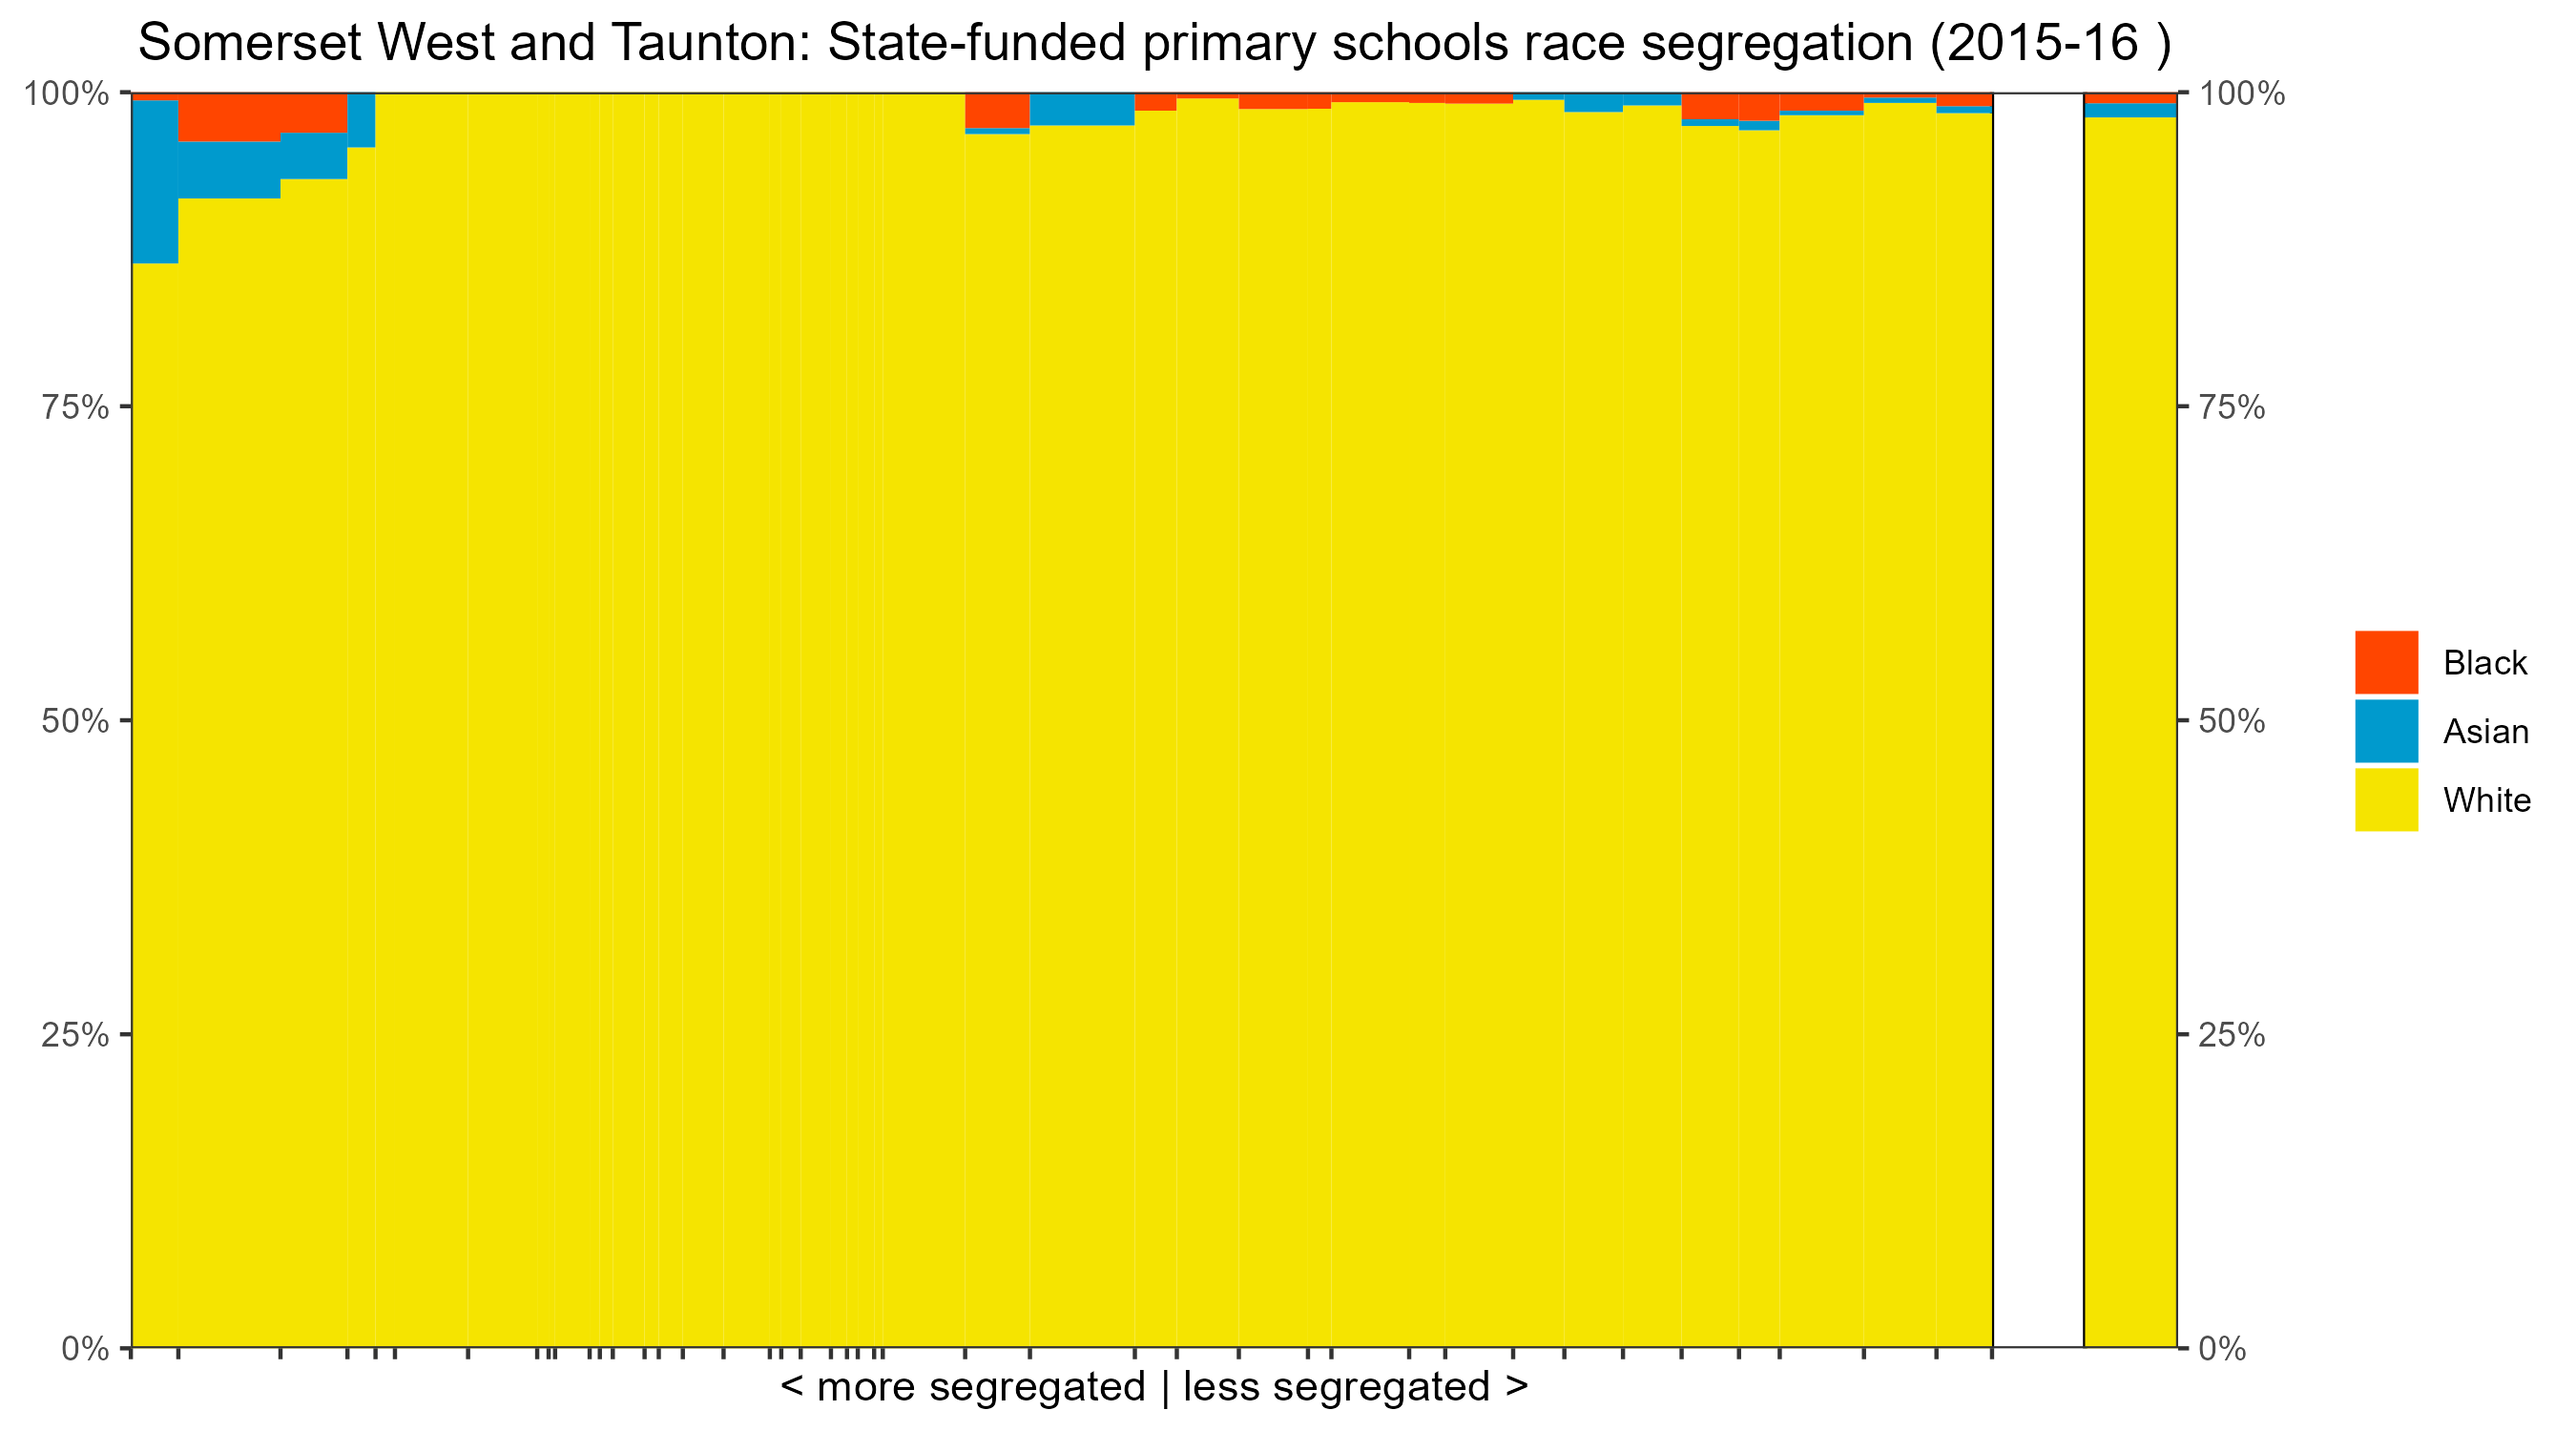 Somerset West and Taunton: State-funded primary schools race segregation (2015-16 )
100%
100%
75%
75%
50%
50%
25%
25%
0%
0%
Black
Asian
White
< more segregated | less segregated >